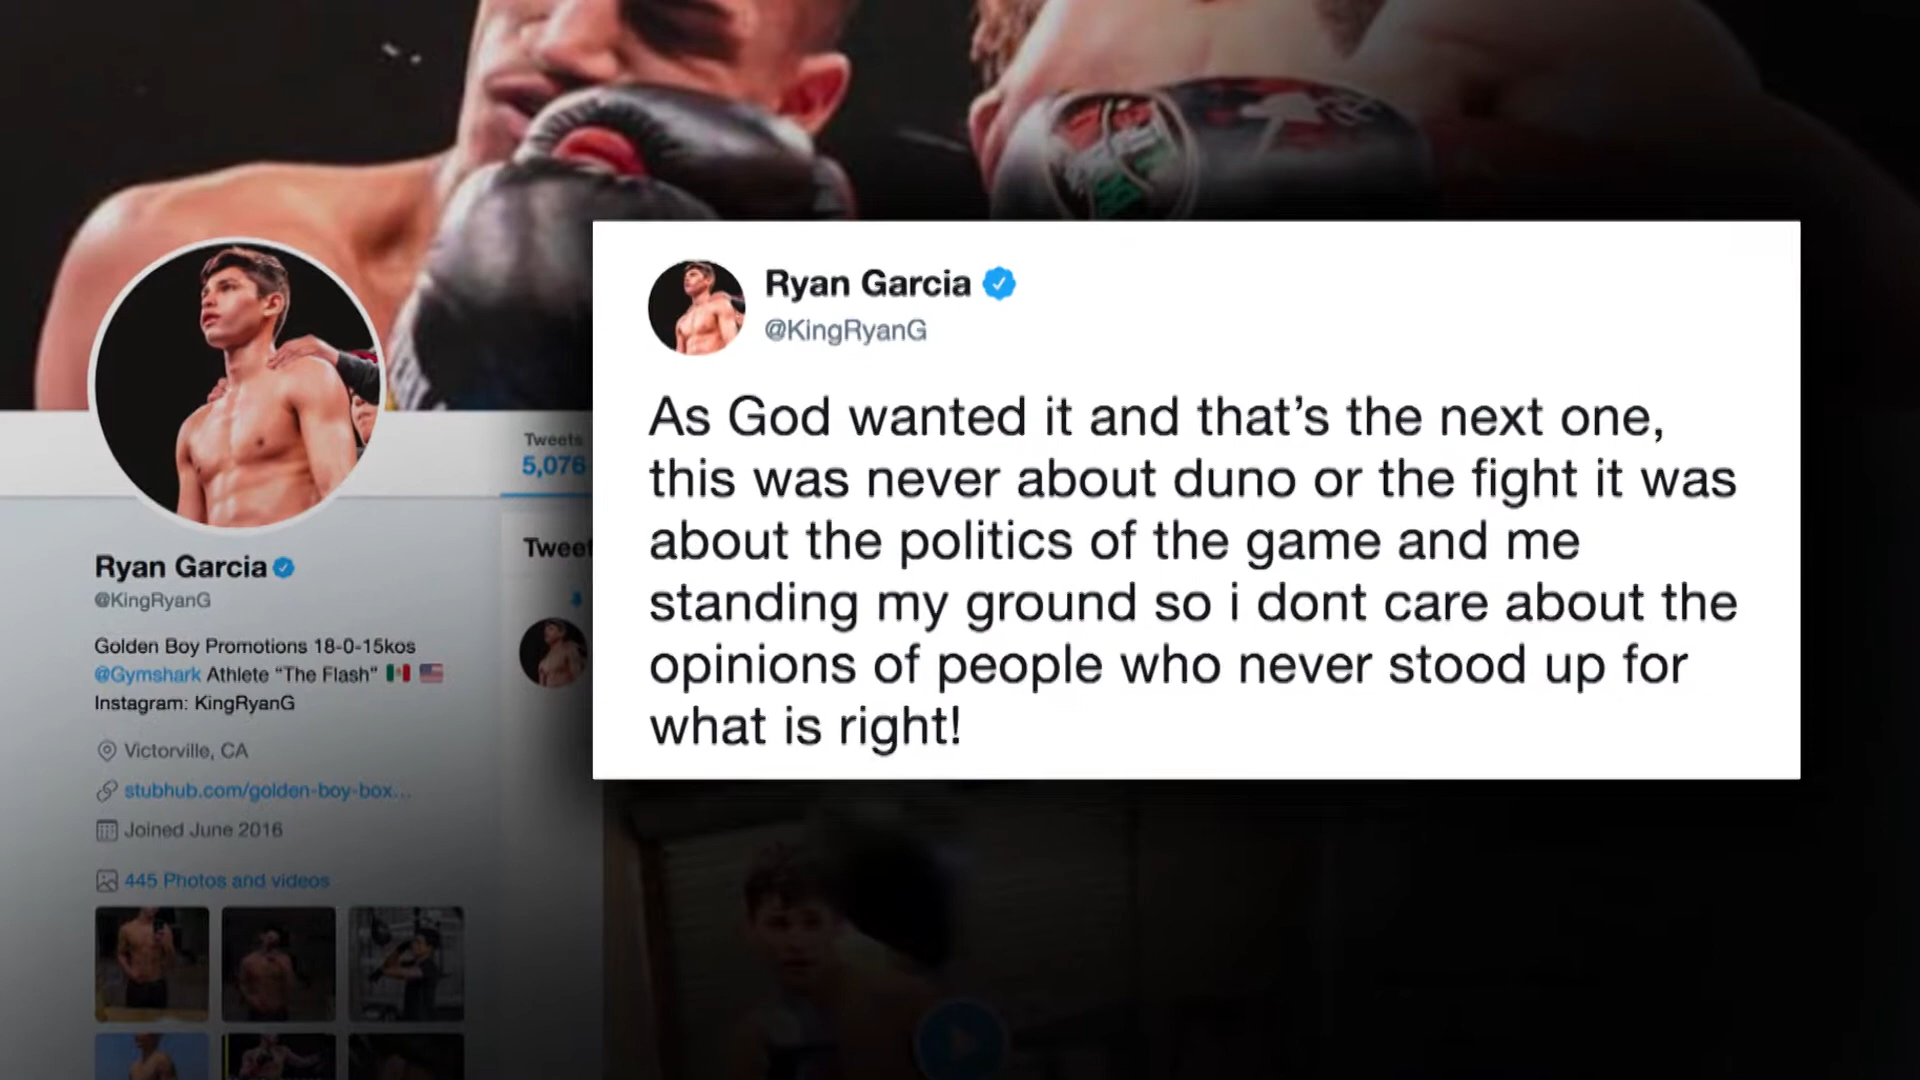 Ryan Garcia
@KingRyanG
As God wanted it and that’s the next one,
this was never about duno or the fight it was
about the politics of the game and me
standing my ground so i dont care about the
opinions of people who never stood up for
what is right!
Tweets
5,076
Tweet
Ryan Garcia
@KingRyanG
Golden Boy Promotions 18-0-15kos
@Gymshark Athlete “The Flash” 🇲🇽 🇺🇸
Instagram: KingRyanG
Victorville, CA
stubhub.com/golden-boy-box...
Joined June 2016
445 Photos and videos